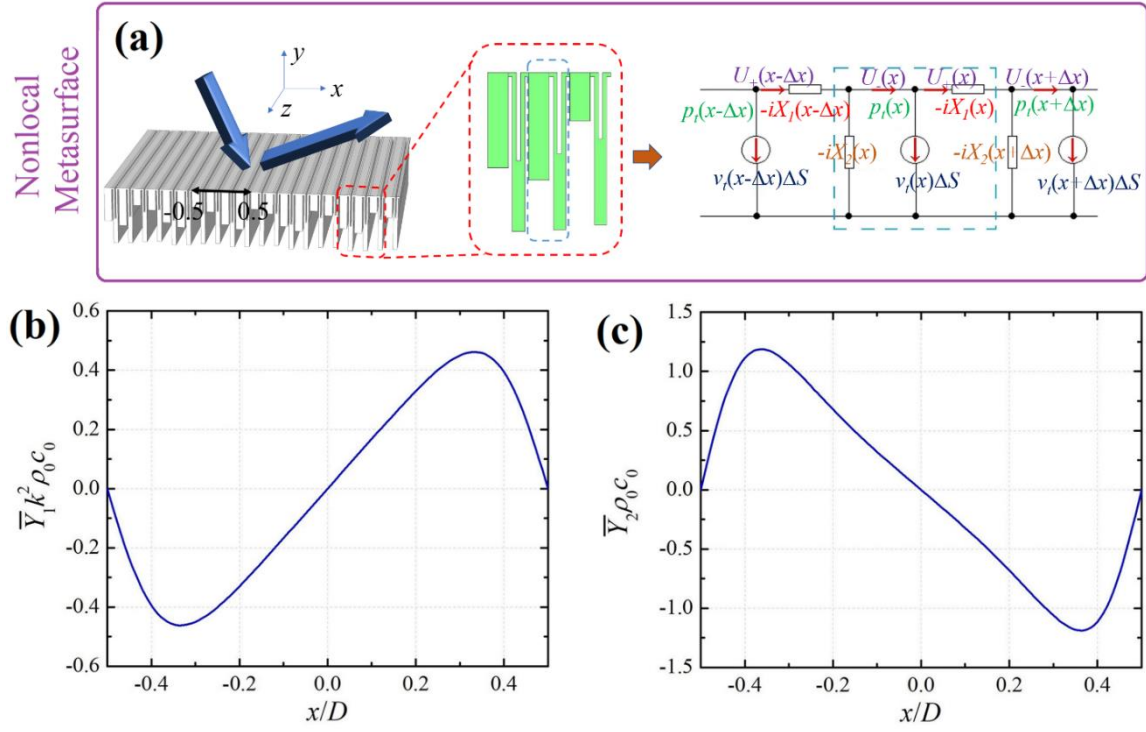 Nonlocal
Metasurface
(a)
y
x
z
-0.5 0.5
U₊(x-Δx) U₋(x) U₊(x) U₋(x+Δx)
pₜ(x-Δx) -iX₁(x-Δx) pₜ(x) -iX₁(x) pₜ(x+Δx)
-iX₂(x) -iX₂(x+Δx)
vₜ(x-Δx)ΔS vₜ(x)ΔS vₜ(x+Δx)ΔS
(b)
0.6
0.4
0.2
0.0
-0.2
-0.4
-0.6
Y̅₁k²ρ₀c₀
-0.4 -0.2 0.0 0.2 0.4
x/D
(c)
1.5
1.0
0.5
0.0
-0.5
-1.0
-1.5
Y̅₂ρ₀c₀
-0.4 -0.2 0.0 0.2 0.4
x/D